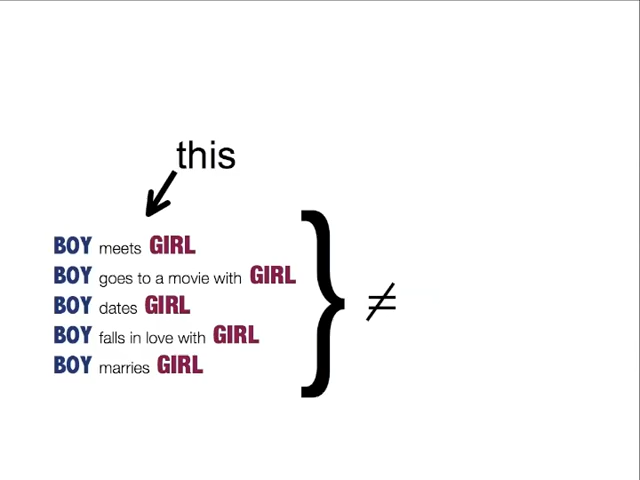 this
BOY meets GIRL
BOY goes to a movie with GIRL
BOY dates GIRL
BOY falls in love with GIRL
BOY marries GIRL
} ≠